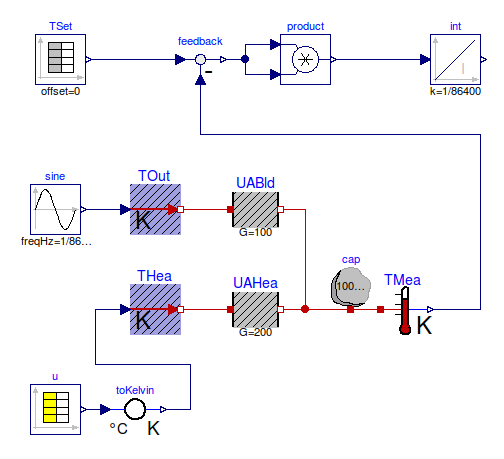 TSet
feedback
product
int
-
I
offset=0
k=1/86400
sine
TOut
UABld
K
freqHz=1/86...
G=100
THea
UAHea
cap
TMea
100...
K
G=200
K
u
toKelvin
°C
K